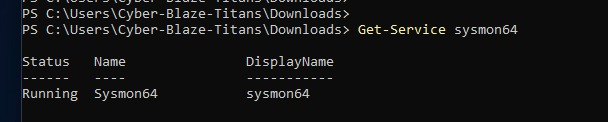 PS C:\Users\Cyber-Blaze-Titans\Downloads>
PS C:\Users\Cyber-Blaze-Titans\Downloads>
PS C:\Users\Cyber-Blaze-Titans\Downloads> Get-Service sysmon64
Status   Name               DisplayName
------   ----               -----------
Running  Sysmon64           sysmon64